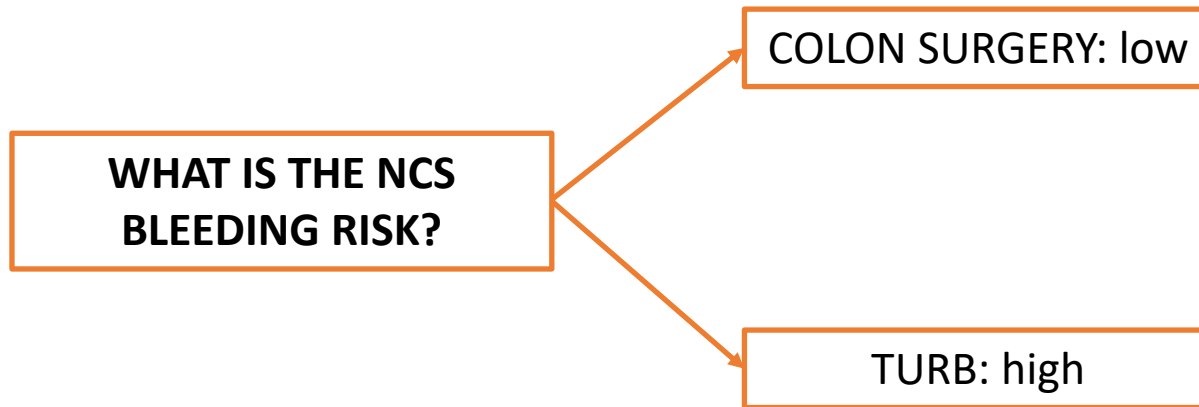 COLON SURGERY: low
WHAT IS THE NCS
BLEEDING RISK?
TURB: high